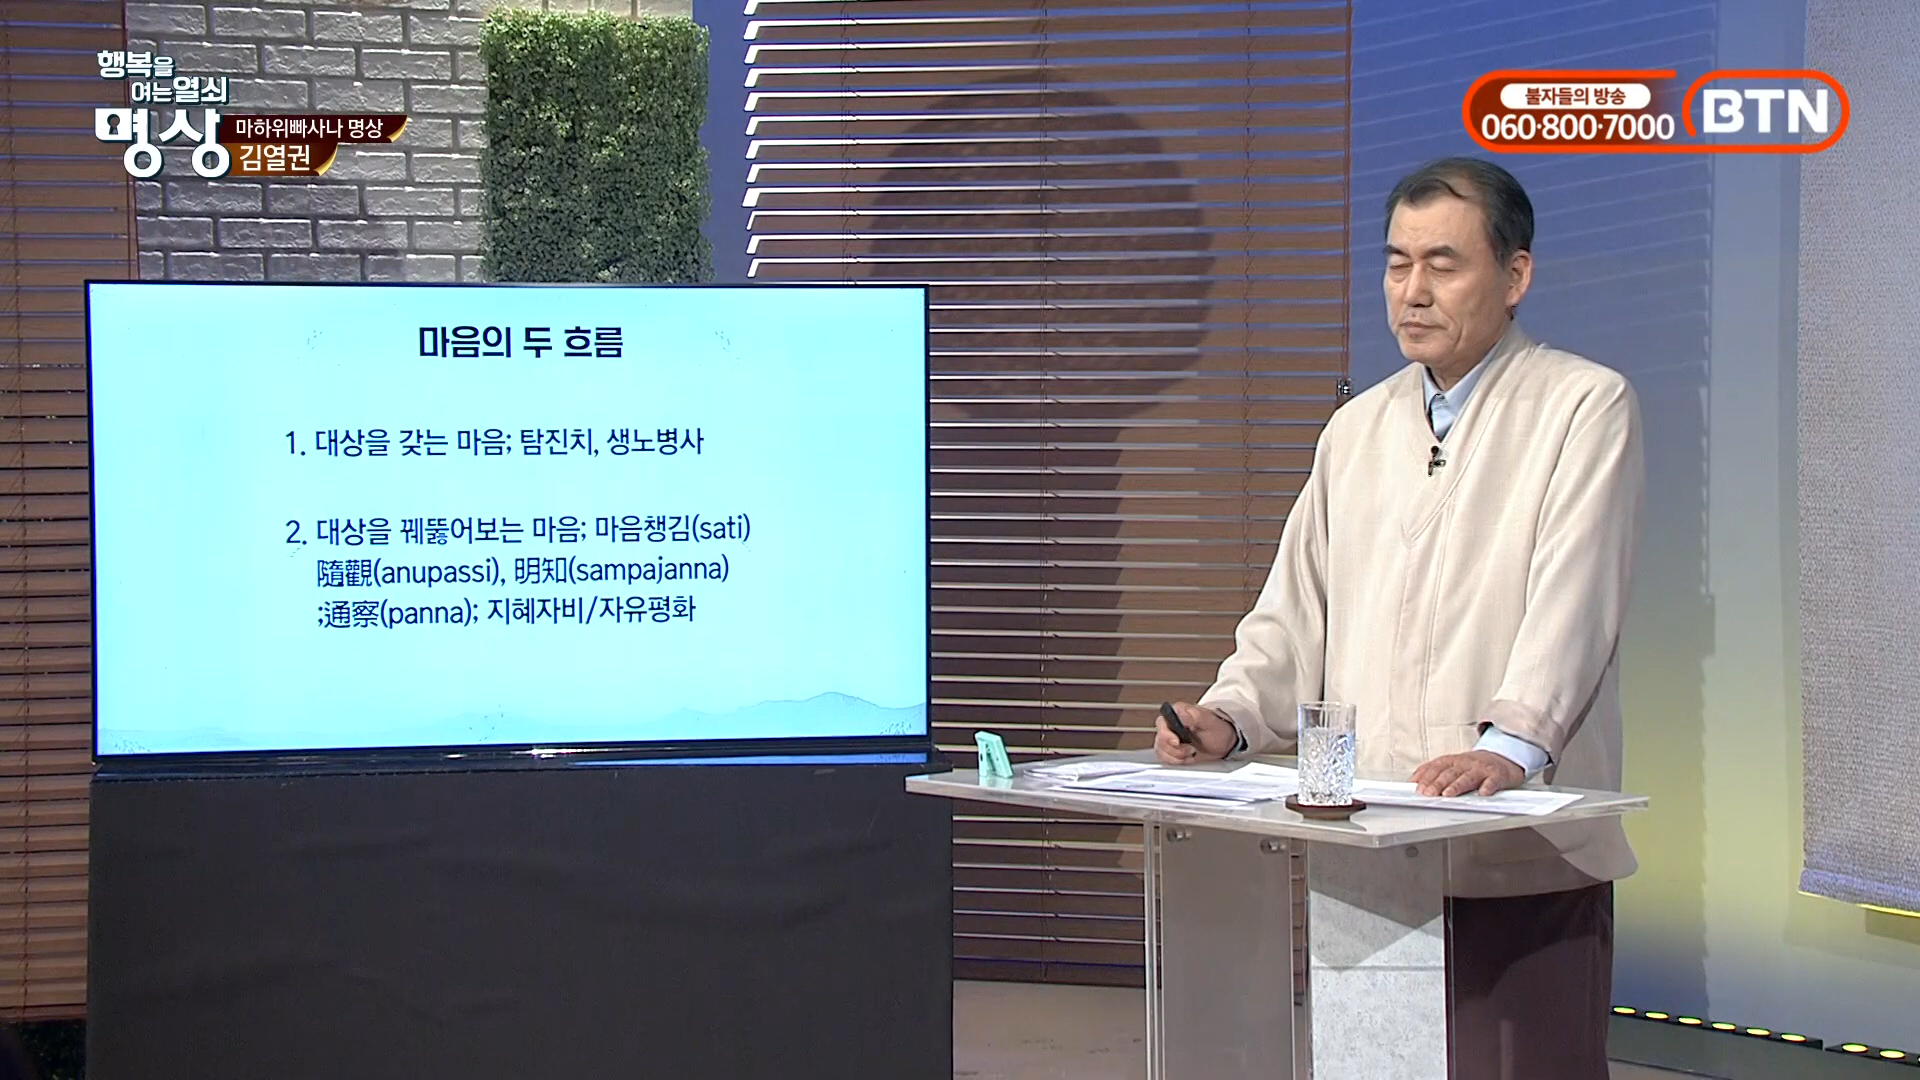 행복을
여는열쇠
명상
마하위빠사나 명상
김열권
불자들의 방송
060·800·7000
BTN
마음의 두 흐름
1. 대상을 갖는 마음; 탐진치, 생노병사
2. 대상을 꿰뚫어보는 마음; 마음챙김(sati)
隨觀(anupassi), 明知(sampajanna)
;通察(panna); 지혜자비/자유평화